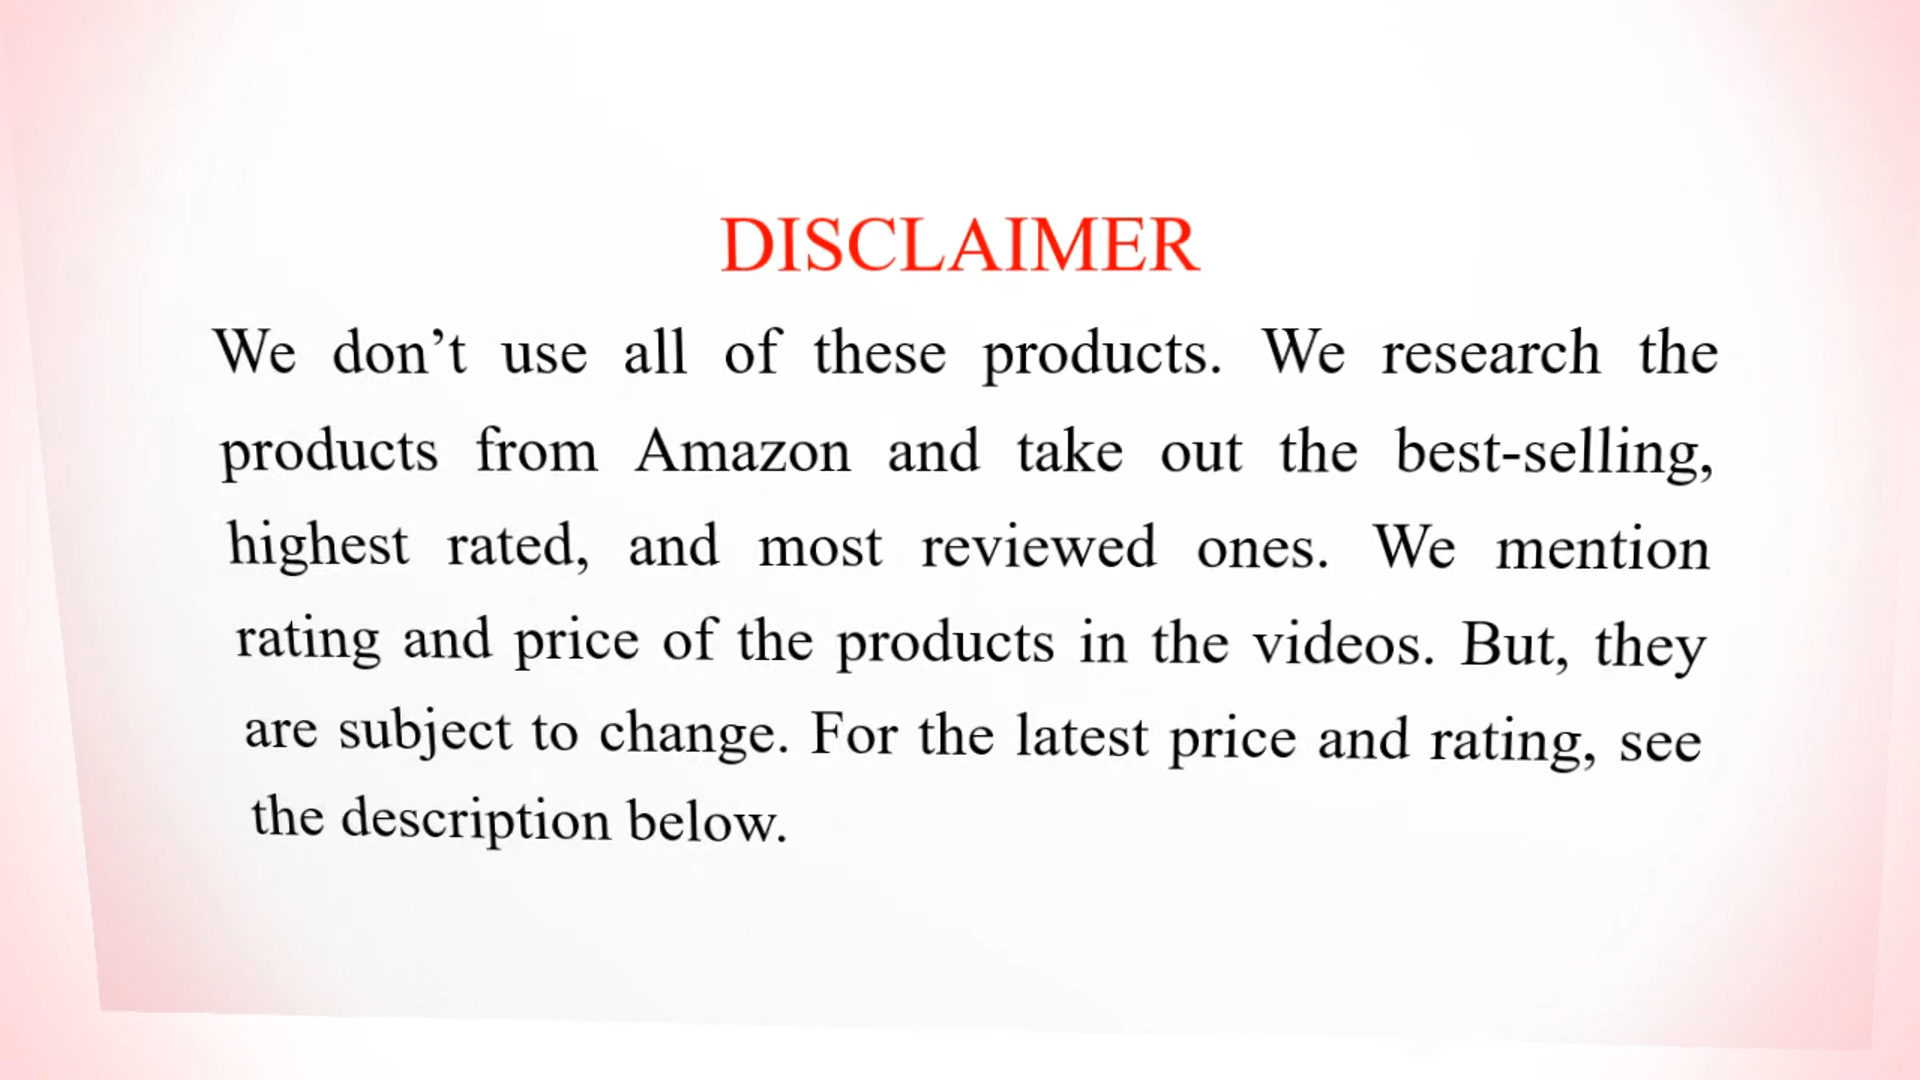 DISCLAIMER
We don’t use all of these products. We research the
products from Amazon and take out the best-selling,
highest rated, and most reviewed ones. We mention
rating and price of the products in the videos. But, they
are subject to change. For the latest price and rating, see
the description below.